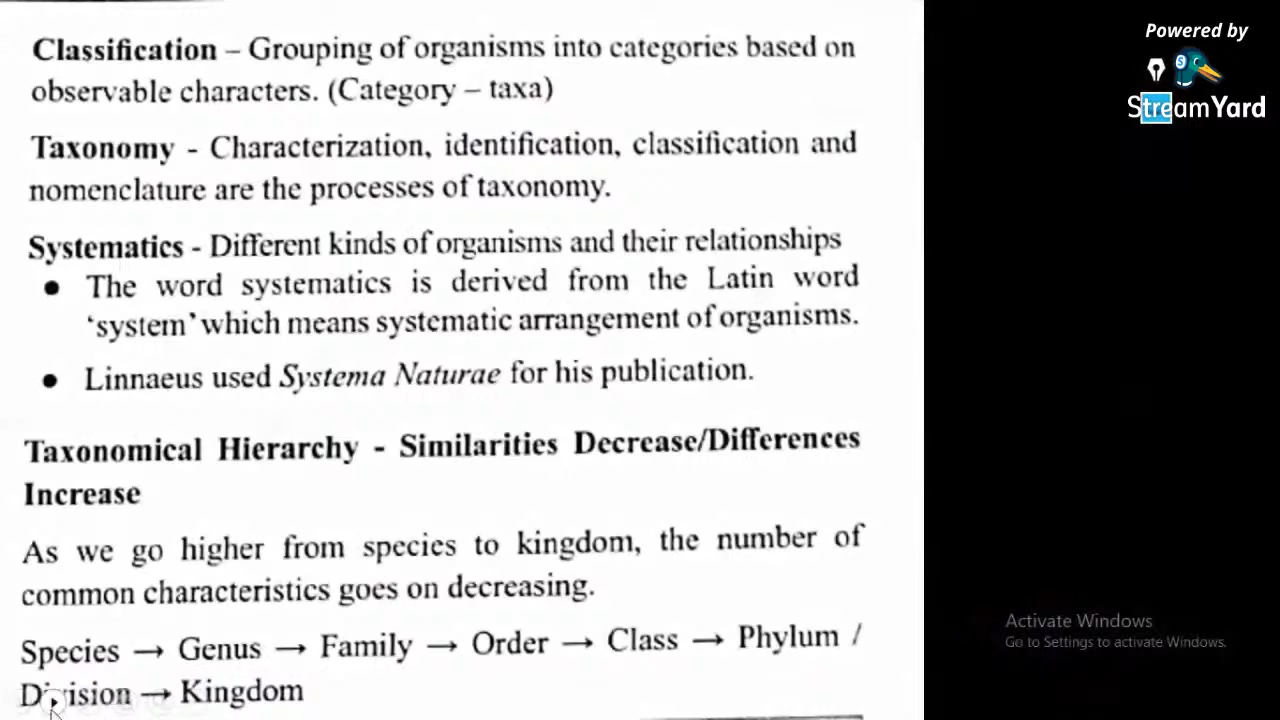 Classification – Grouping of organisms into categories based on
observable characters. (Category – taxa)
Taxonomy - Characterization, identification, classification and
nomenclature are the processes of taxonomy.
Systematics - Different kinds of organisms and their relationships
● The word systematics is derived from the Latin word
‘system’ which means systematic arrangement of organisms.
● Linnaeus used Systema Naturae for his publication.
Taxonomical Hierarchy - Similarities Decrease/Differences
Increase
As we go higher from species to kingdom, the number of
common characteristics goes on decreasing.
Species → Genus → Family → Order → Class → Phylum /
Division → Kingdom
Powered by
StreamYard
Activate Windows
Go to Settings to activate Windows.